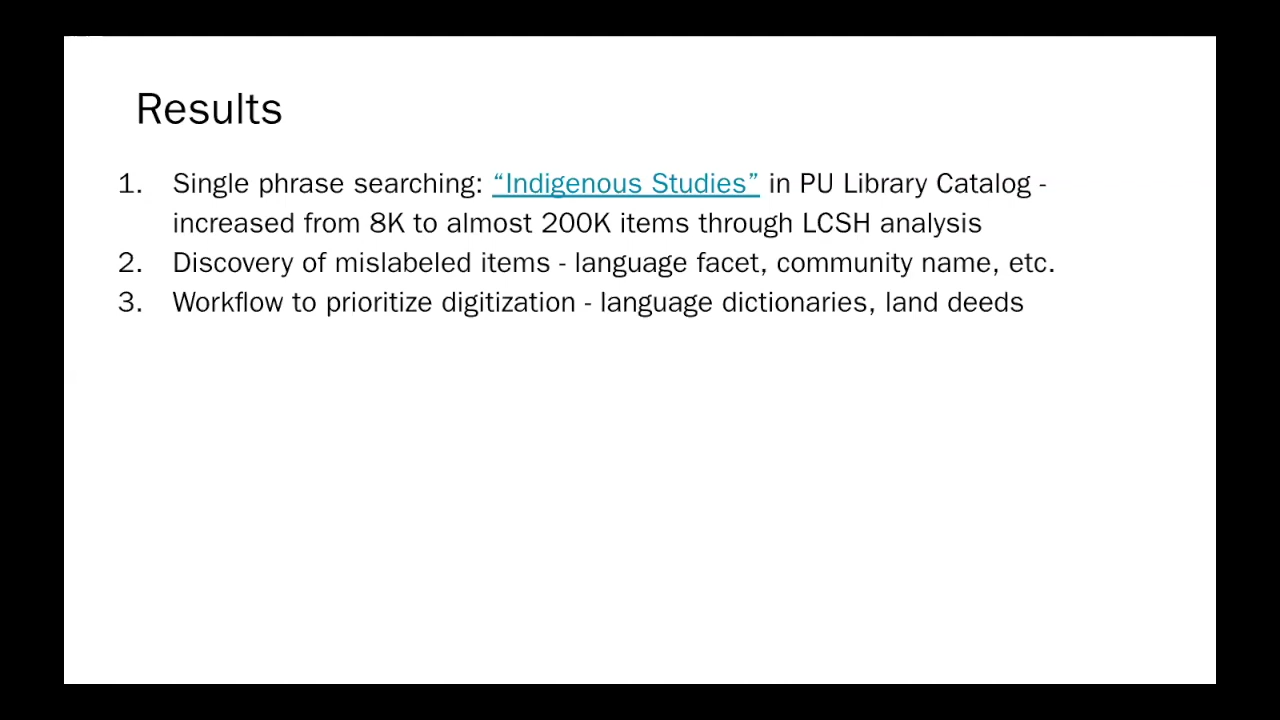 Results
1. Single phrase searching: “Indigenous Studies” in PU Library Catalog -
increased from 8K to almost 200K items through LCSH analysis
2. Discovery of mislabeled items - language facet, community name, etc.
3. Workflow to prioritize digitization - language dictionaries, land deeds